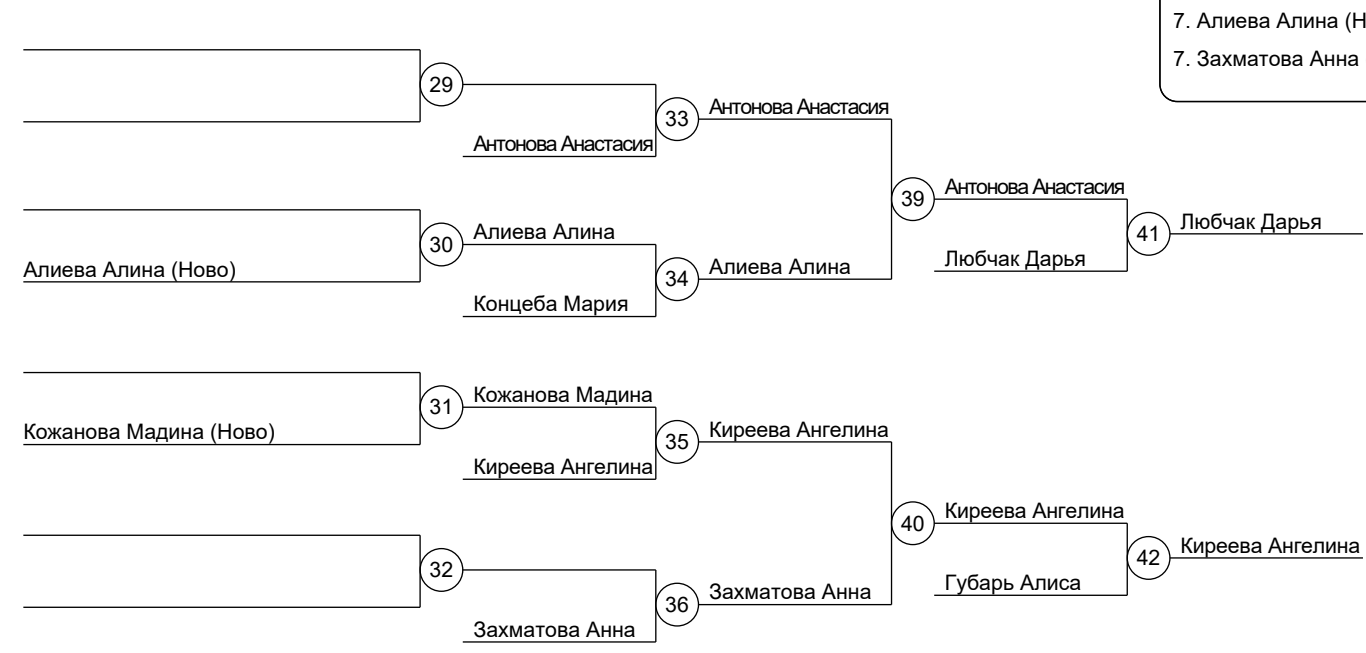 7. Алиева Алина (Н
7. Захматова Анна
29
33
Антонова Анастасия
Антонова Анастасия
39
Антонова Анастасия
41
Любчак Дарья
30
Алиева Алина
Алиева Алина (Ново)
34
Алиева Алина
Любчак Дарья
Концеба Мария
31
Кожанова Мадина
Кожанова Мадина (Ново)
35
Киреева Ангелина
Киреева Ангелина
40
Киреева Ангелина
42
Киреева Ангелина
32
36
Захматова Анна
Губарь Алиса
Захматова Анна